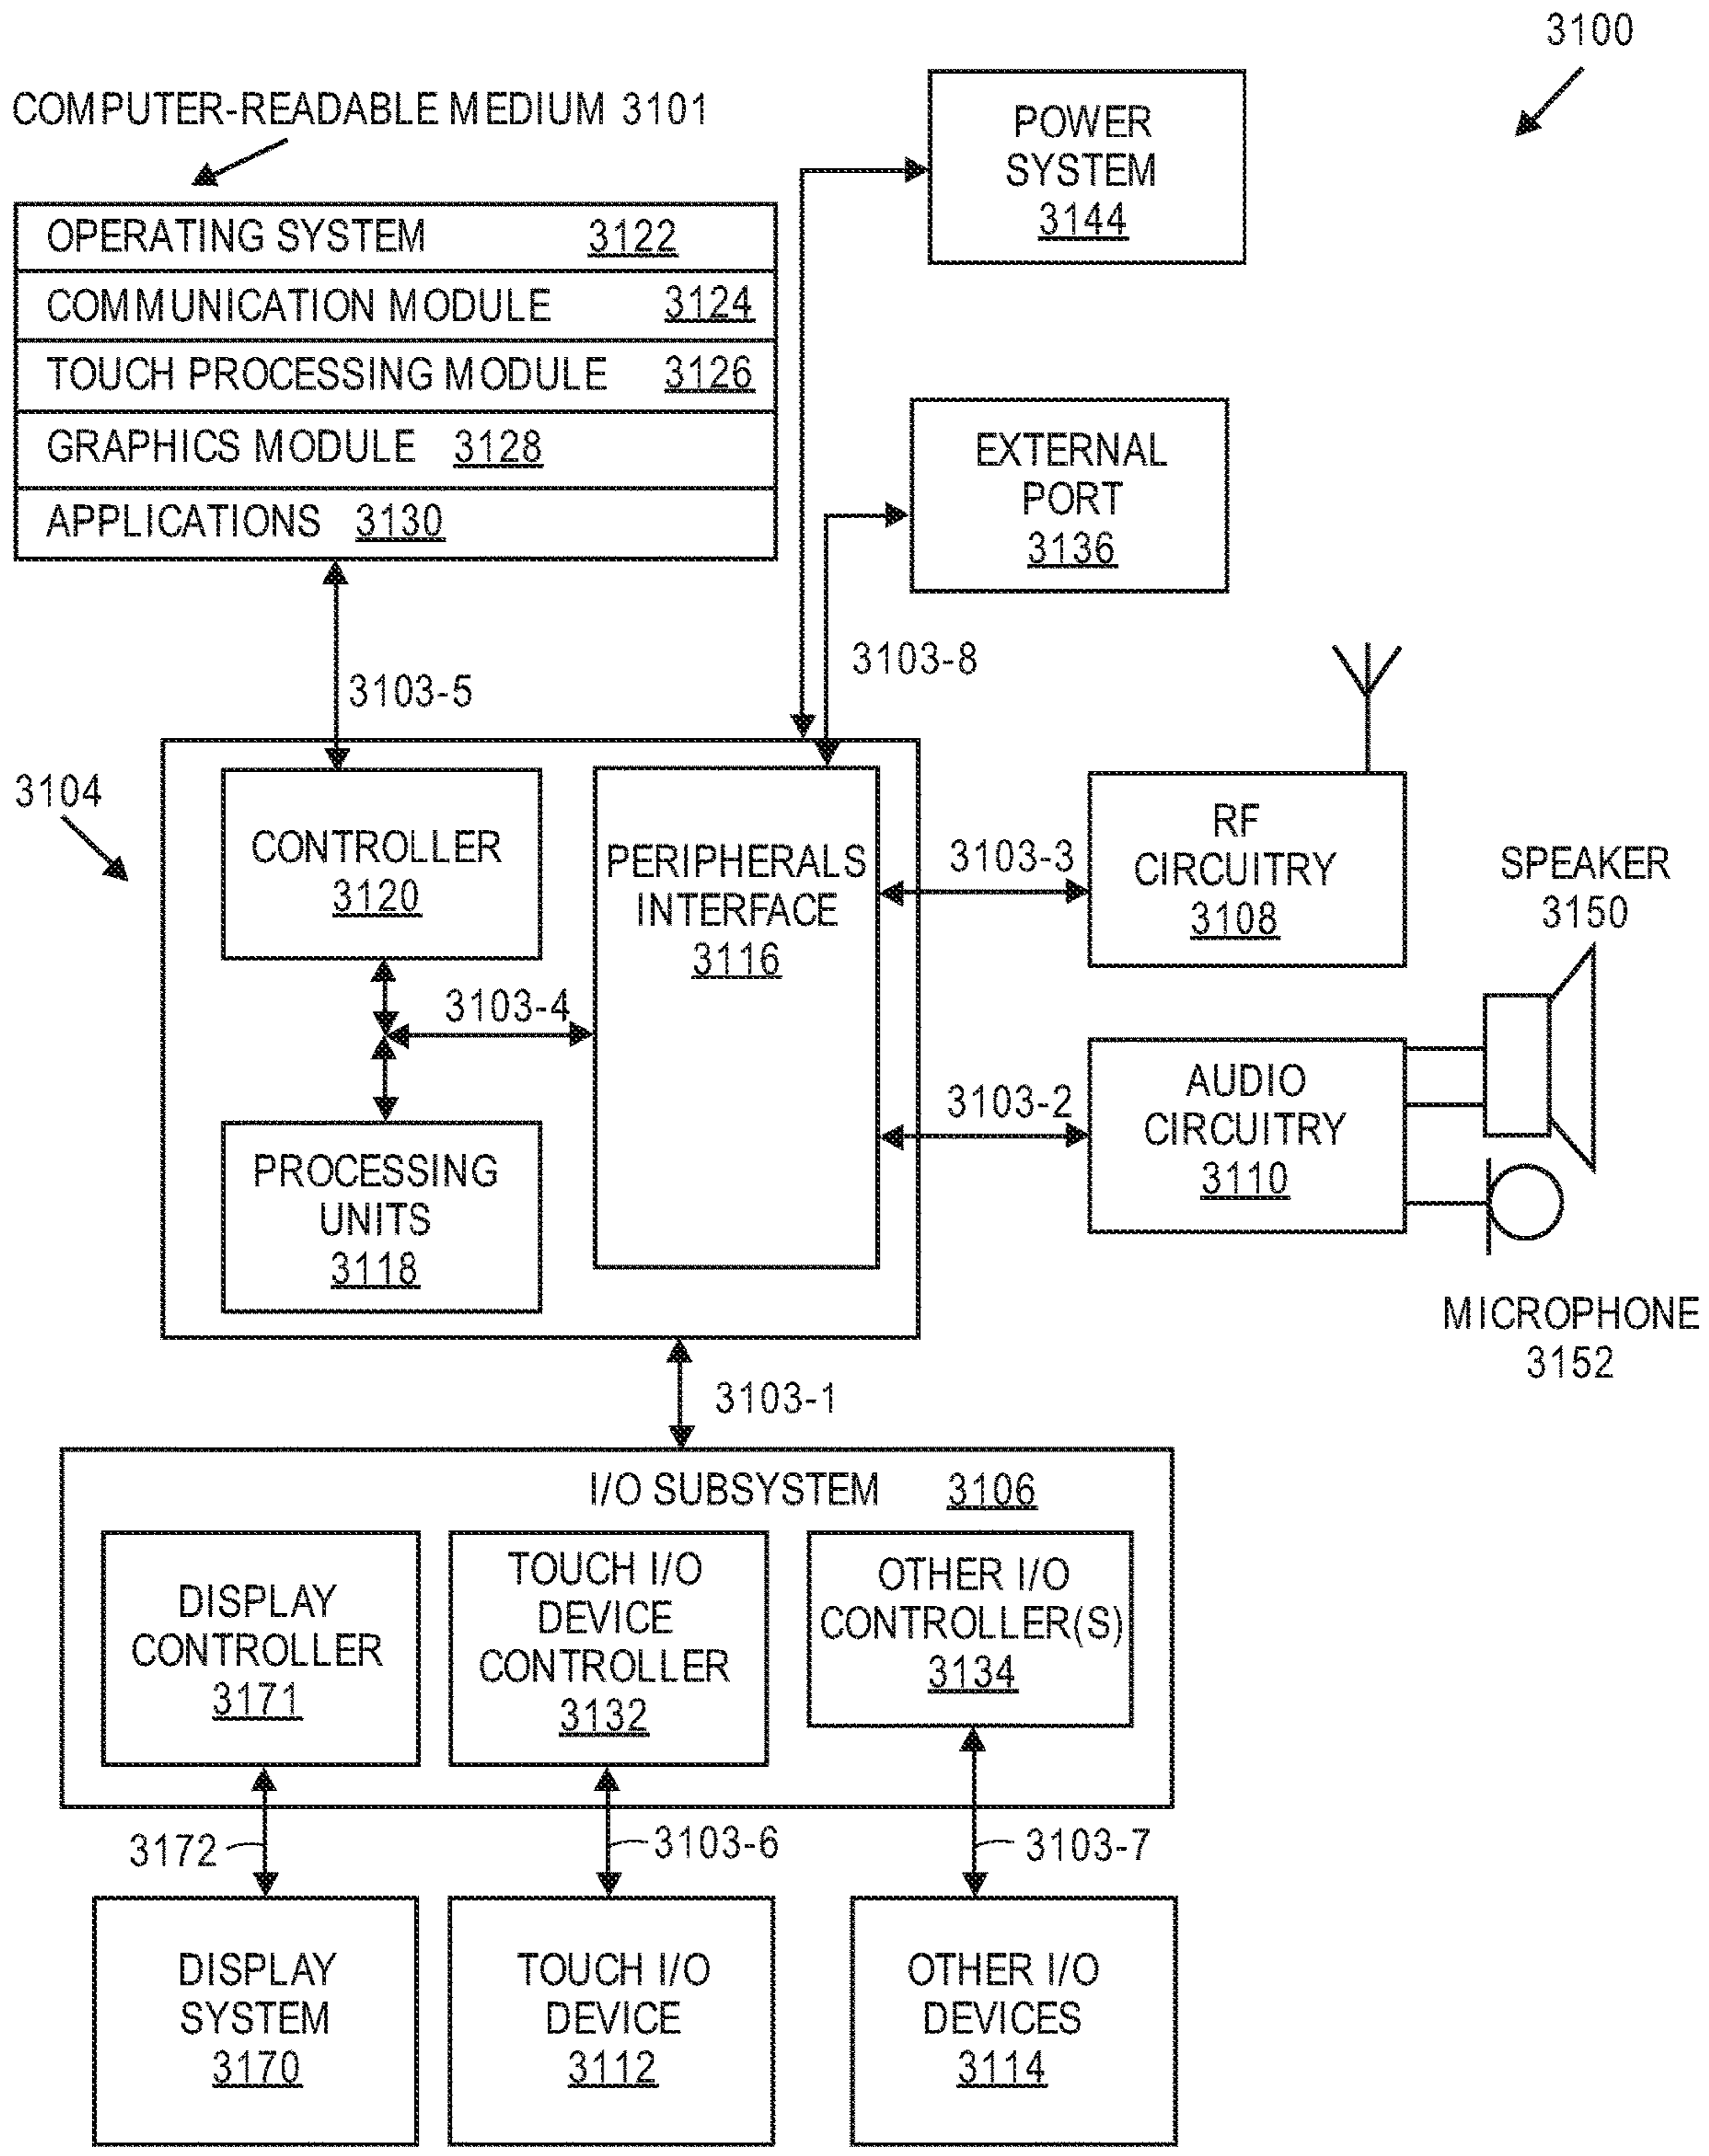 3100
COMPUTER-READABLE MEDIUM 3101
OPERATING SYSTEM 3122
COMMUNICATION MODULE 3124
TOUCH PROCESSING MODULE 3126
GRAPHICS MODULE 3128
APPLICATIONS 3130
POWER
SYSTEM
3144
EXTERNAL
PORT
3136
3103-5
3103-8
3104
CONTROLLER
3120
PERIPHERALS
INTERFACE
3116
3103-4
PROCESSING
UNITS
3118
3103-3
RF
CIRCUITRY
3108
SPEAKER
3150
3103-2
AUDIO
CIRCUITRY
3110
MICROPHONE
3152
3103-1
I/O SUBSYSTEM 3106
DISPLAY
CONTROLLER
3171
TOUCH I/O
DEVICE
CONTROLLER
3132
OTHER I/O
CONTROLLER(S)
3134
3172
3103-6
3103-7
DISPLAY
SYSTEM
3170
TOUCH I/O
DEVICE
3112
OTHER I/O
DEVICES
3114